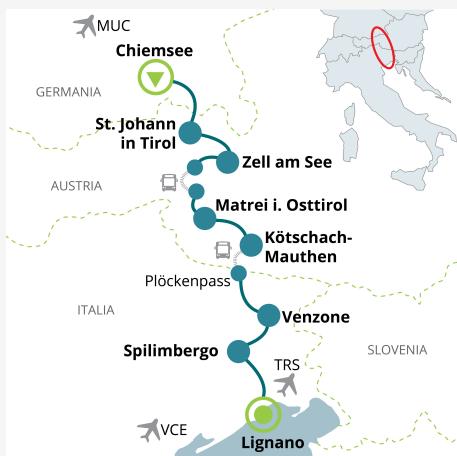 MUC
Chiemsee
GERMANIA
St. Johann
in Tirol
Zell am See
AUSTRIA
Matrei i. Osttirol
Kötschach-
Mauthen
Plöckenpass
ITALIA
Venzone
Spilimbergo
SLOVENIA
TRS
VCE
Lignano